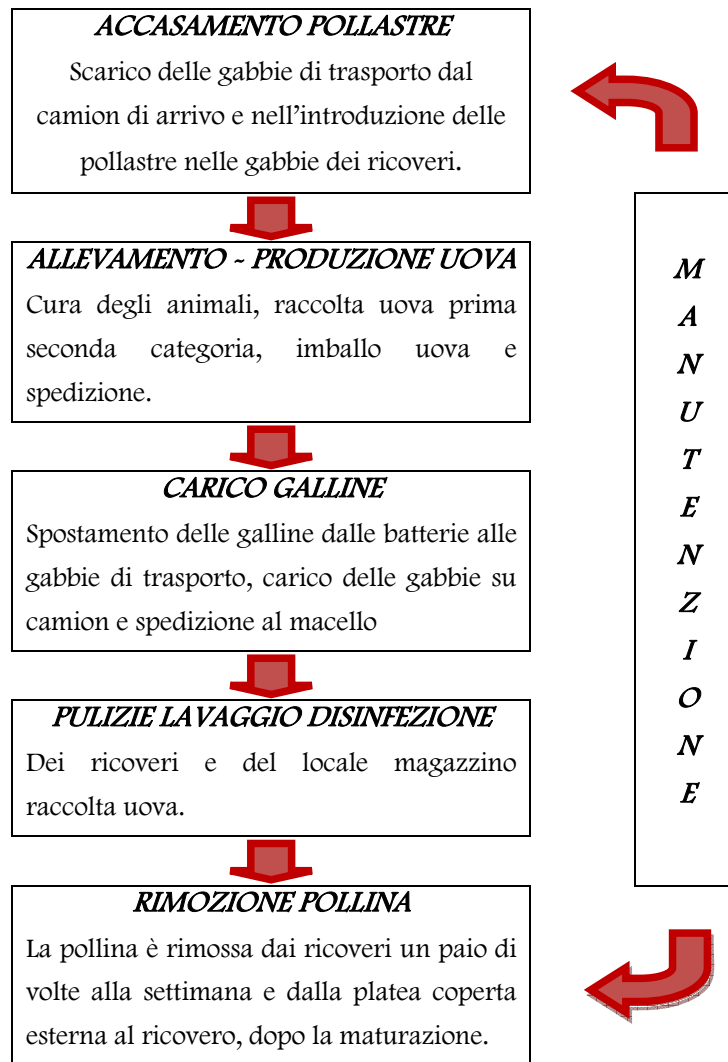 ACCASAMENTO POLLASTRE
Scarico delle gabbie di trasporto dal
camion di arrivo e nell'introduzione delle
pollastre nelle gabbie dei ricoveri.
ALLEVAMENTO - PRODUZIONE UOVA
Cura degli animali, raccolta uova prima
seconda categoria, imballo uova e
spedizione.
CARICO GALLINE
Spostamento delle galline dalle batterie alle
gabbie di trasporto, carico delle gabbie su
camion e spedizione al macello
PULIZIE LAVAGGIO DISINFEZIONE
Dei ricoveri e del locale magazzino
raccolta uova.
RIMOZIONE POLLINA
La pollina è rimossa dai ricoveri un paio di
volte alla settimana e dalla platea coperta
esterna al ricovero, dopo la maturazione.
M
A
N
U
T
E
N
Z
I
O
N
E